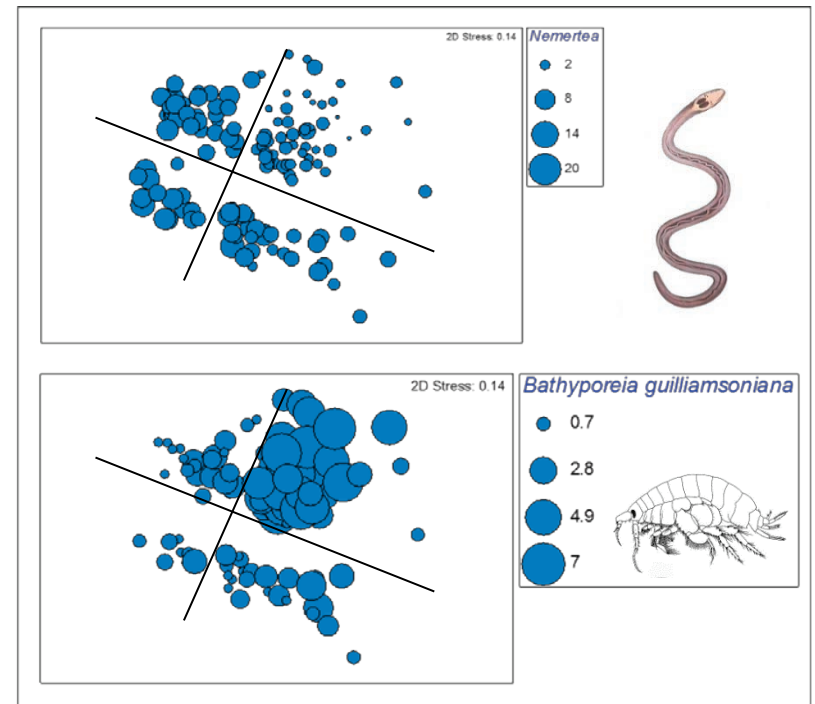 2D Stress: 0.14
Nemertea
2
8
14
20
2D Stress: 0.14
Bathyporeia guilliamsoniana
0.7
2.8
4.9
7